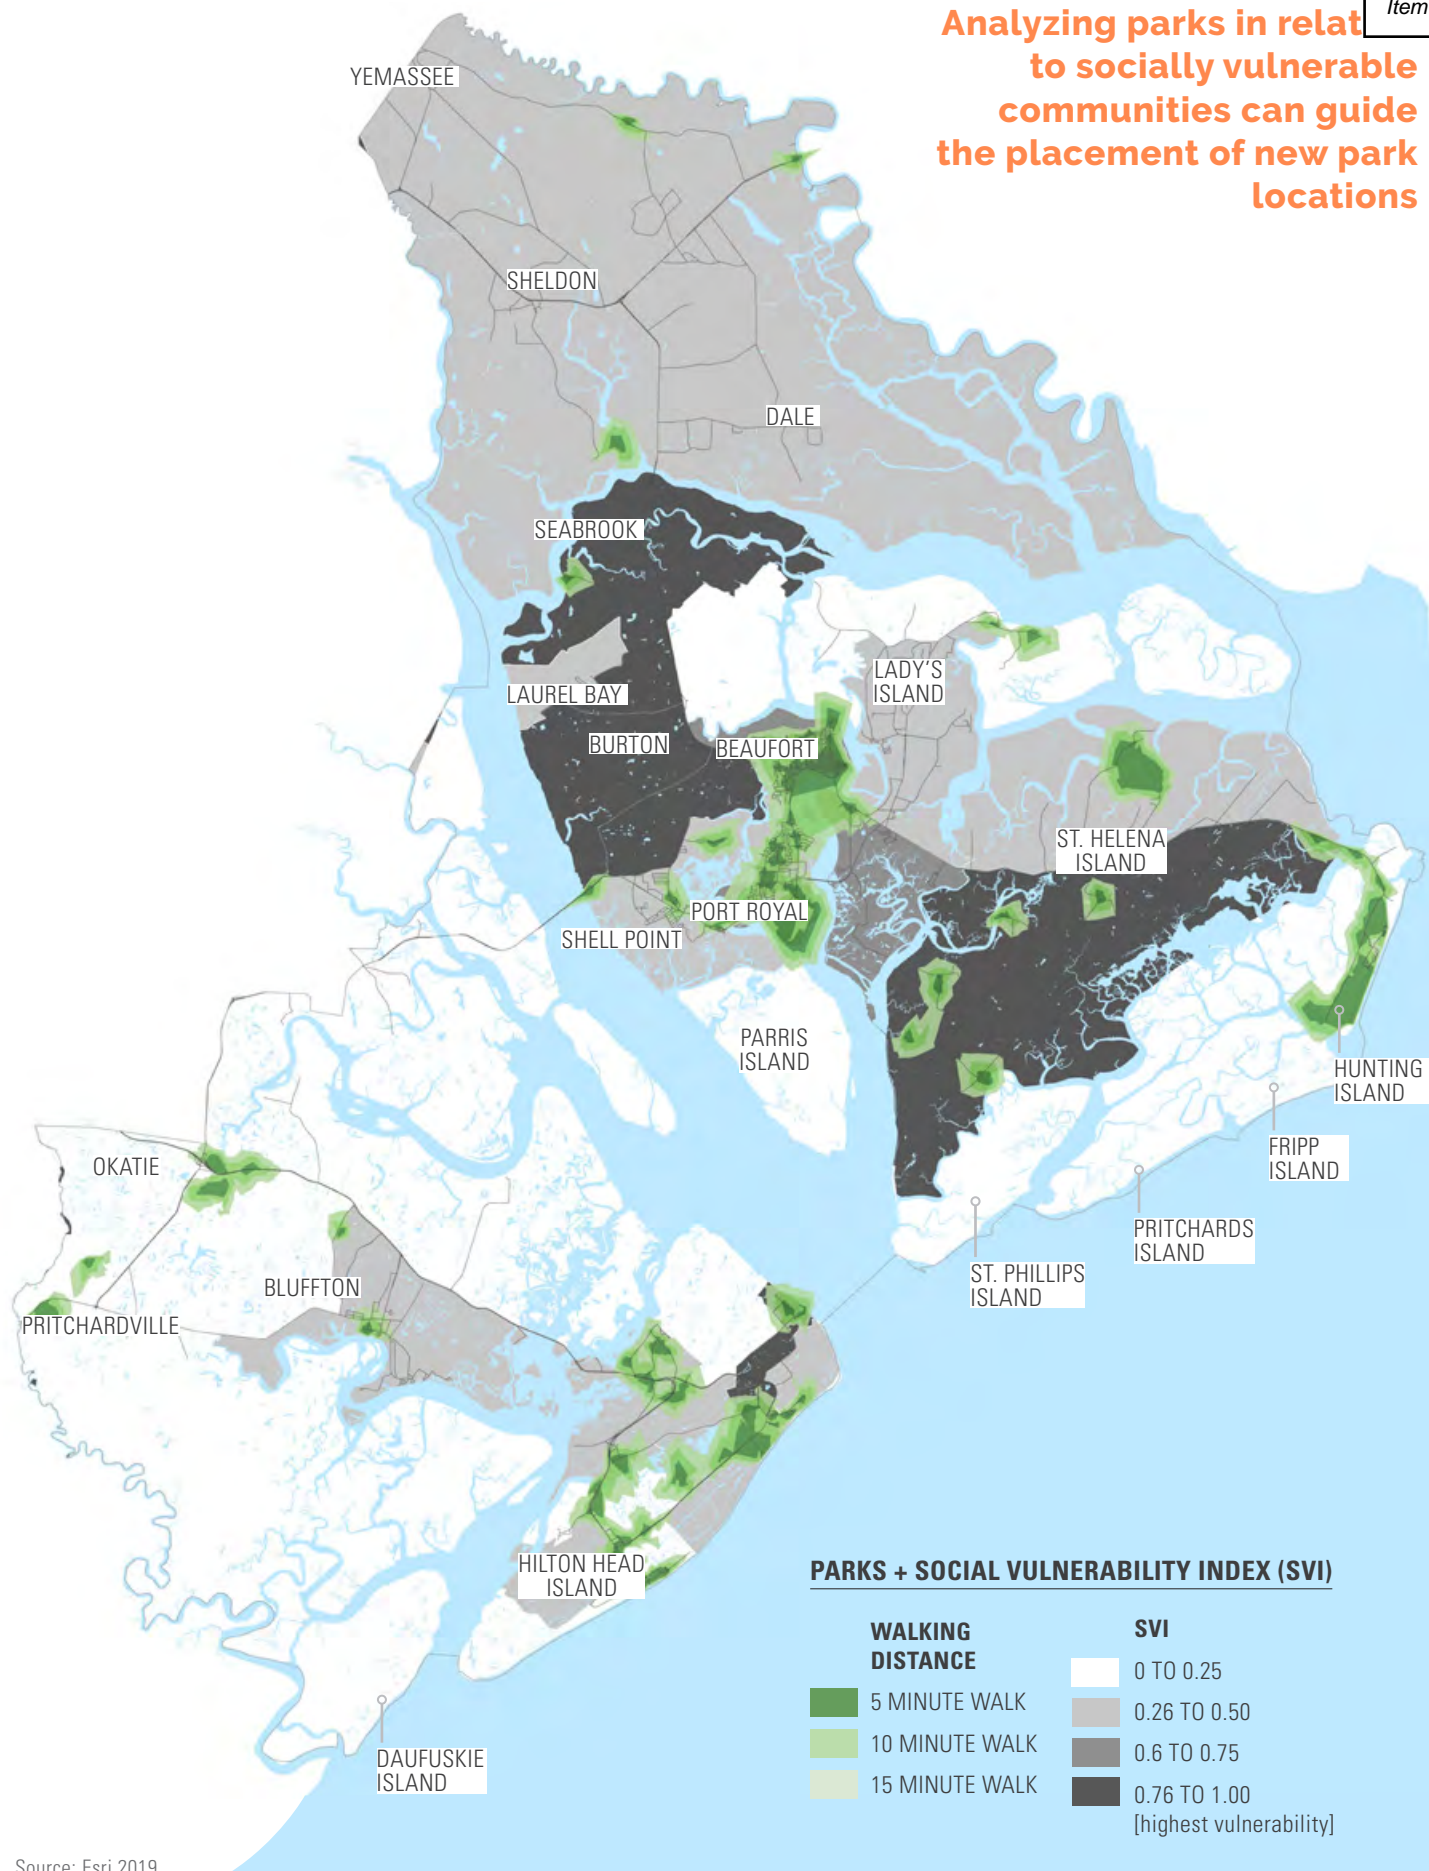 Item
Analyzing parks in relat
to socially vulnerable
communities can guide
the placement of new park
locations
YEMASSEE
SHELDON
DALE
SEABROOK
LADY'S
ISLAND
LAUREL BAY
BURTON
BEAUFORT
ST. HELENA
ISLAND
PORT ROYAL
SHELL POINT
PARRIS
ISLAND
HUNTING
ISLAND
FRIPP
ISLAND
OKATIE
PRITCHARDS
ISLAND
ST. PHILLIPS
ISLAND
BLUFFTON
PRITCHARDVILLE
HILTON HEAD
ISLAND
DAUFUSKIE
ISLAND
PARKS + SOCIAL VULNERABILITY INDEX (SVI)
WALKING
DISTANCE
5 MINUTE WALK
10 MINUTE WALK
15 MINUTE WALK
SVI
0 TO 0.25
0.26 TO 0.50
0.6 TO 0.75
0.76 TO 1.00
[highest vulnerability]
Source: Esri 2019